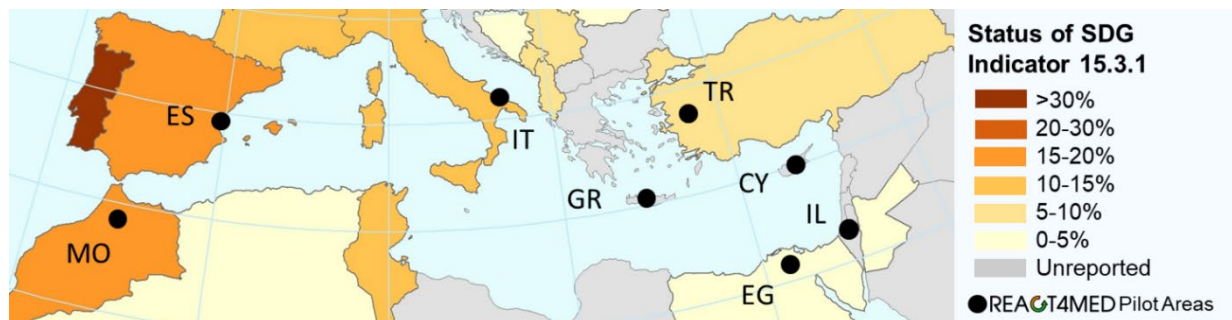 ES
IT
TR
GR
CY
IL
MO
EG
Status of SDG
Indicator 15.3.1
>30%
20-30%
15-20%
10-15%
5-10%
0-5%
Unreported
REACT4MED Pilot Areas